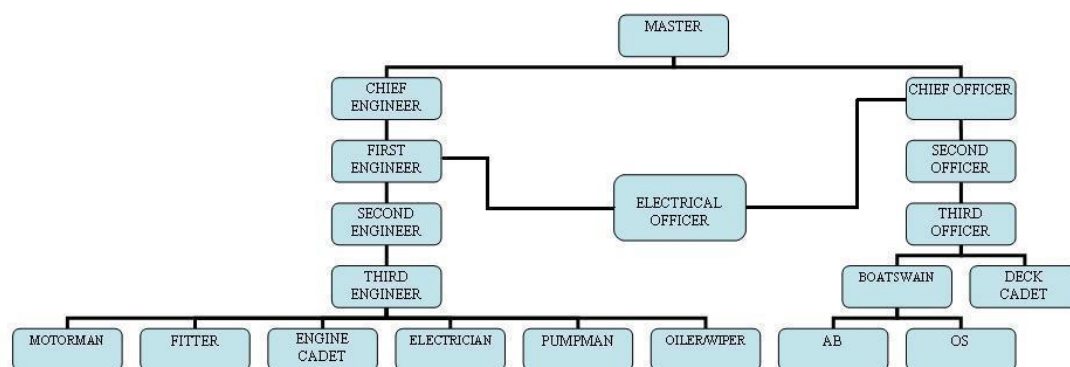 MASTER
CHIEF
ENGINEER
CHIEF OFFICER
FIRST
ENGINEER
SECOND
OFFICER
ELECTRICAL
OFFICER
SECOND
ENGINEER
THIRD
OFFICER
THIRD
ENGINEER
BOATSWAIN
DECK
CADET
MOTORMAN
FITTER
ENGINE
CADET
ELECTRICIAN
PUMPMAN
OILER/WIPER
AB
OS